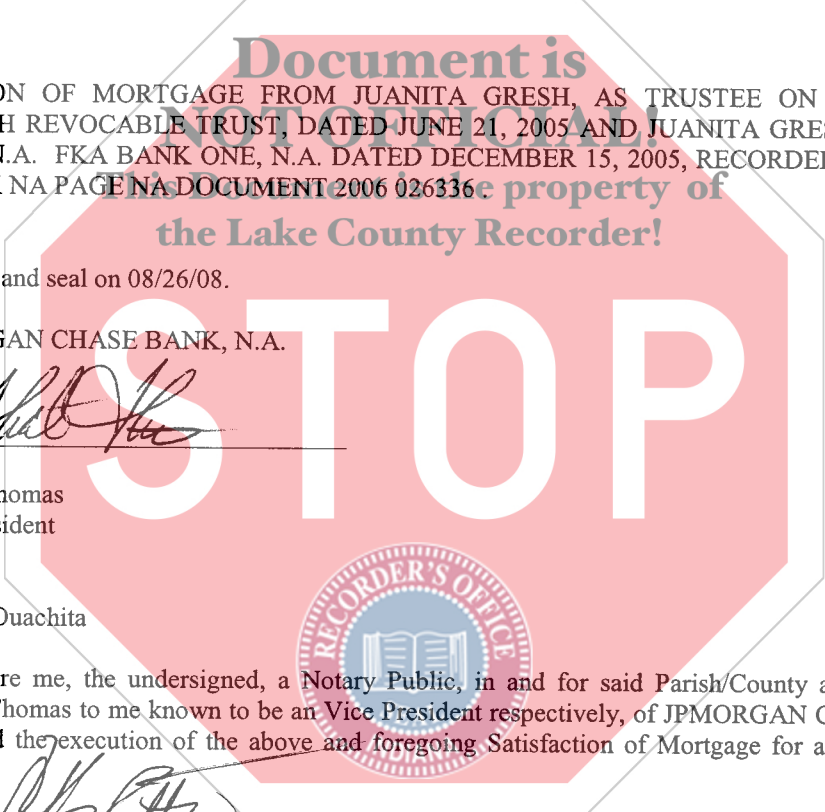 Document is
ON OF MORTGAGE FROM JUANITA GRESH, AS TRUSTEE ON
NOT OFFICIAL!
H REVOCABLE TRUST, DATED JUNE 21, 2005 AND JUANITA GRES
N.A. FKA BANK ONE, N.A. DATED DECEMBER 15, 2005, RECORDED
NA PAGE NA DOCUMENT 2006 026336 .
This Document is the property of
the Lake County Recorder!
and seal on 08/26/08.
GAN CHASE BANK, N.A.
STOP
homas
sident
RECORDER'S OFFICE
Ouachita
re me, the undersigned, a Notary Public, in and for said Parish/County a
Thomas to me known to be an Vice President respectively, of JPMORGAN C
d the execution of the above and foregoing Satisfaction of Mortgage for a
INDIANA